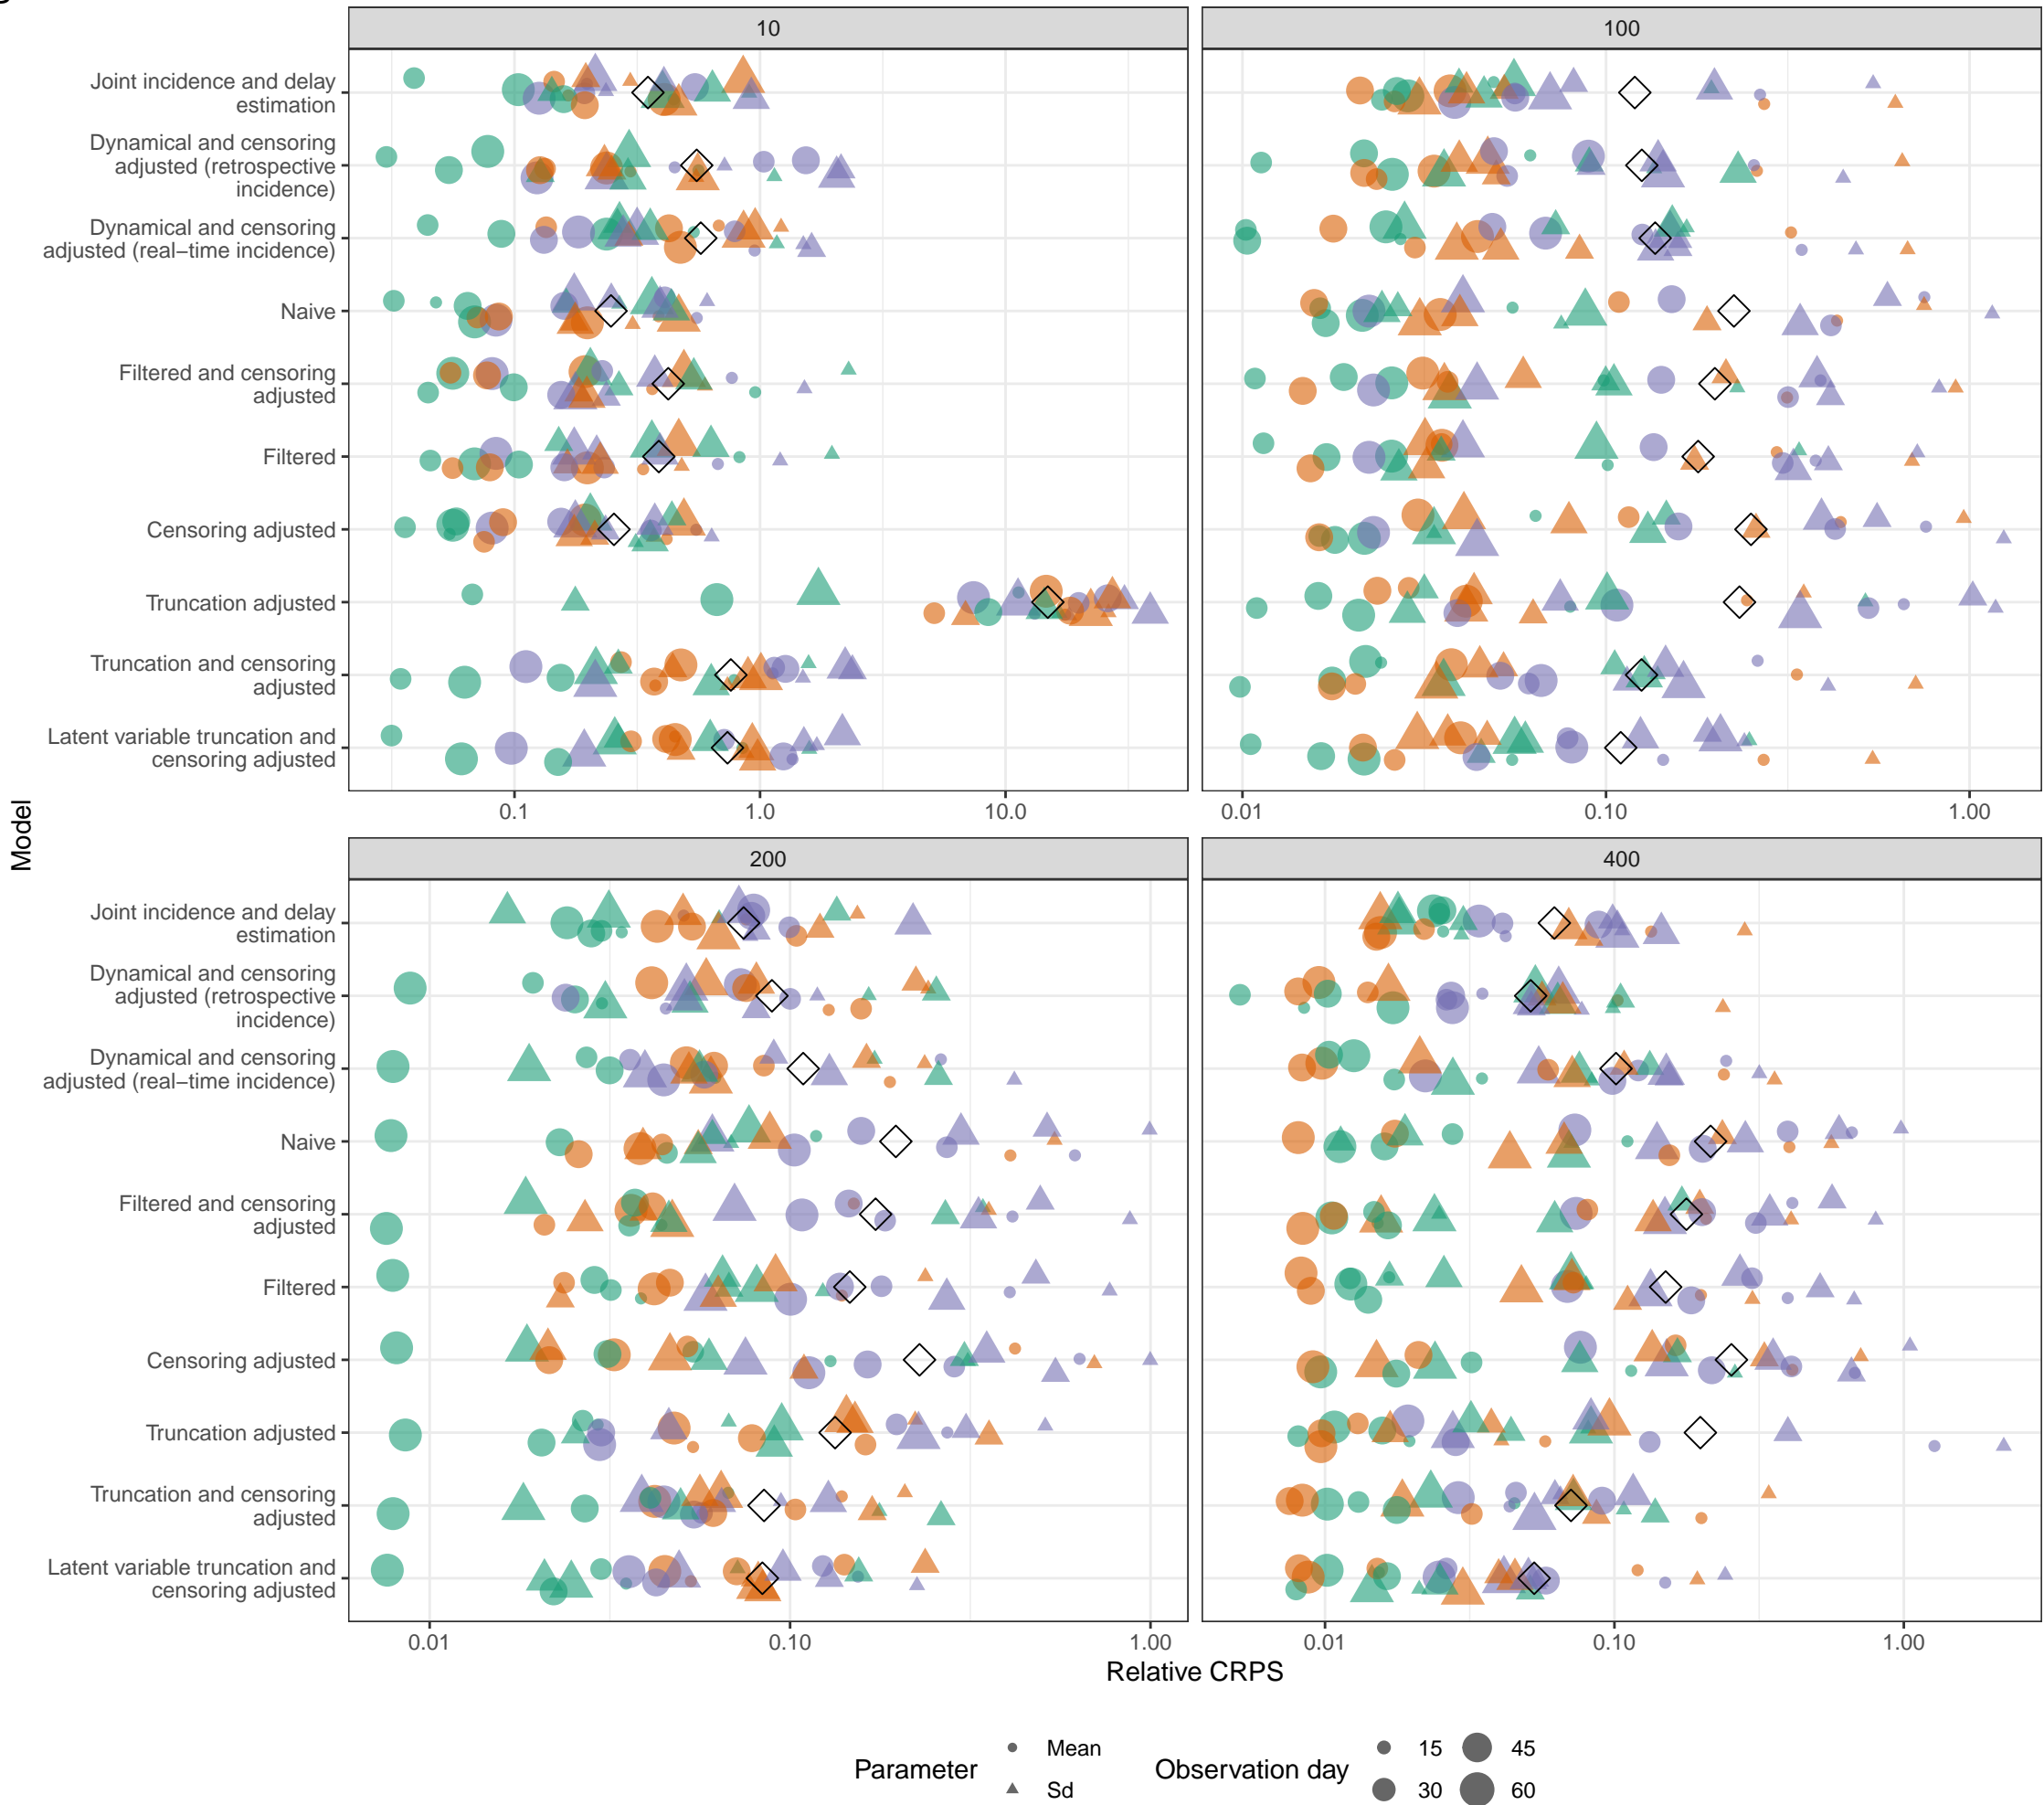 10
100
Joint incidence and delay
estimation
Dynamical and censoring
adjusted (retrospective
incidence)
Dynamical and censoring
adjusted (real−time incidence)
Naive
Filtered and censoring
adjusted
Filtered
Censoring adjusted
Truncation adjusted
Truncation and censoring
adjusted
Latent variable truncation and
censoring adjusted
0.1 1.0 10.0
0.01 0.10 1.00
Model
200
400
Joint incidence and delay
estimation
Dynamical and censoring
adjusted (retrospective
incidence)
Dynamical and censoring
adjusted (real−time incidence)
Naive
Filtered and censoring
adjusted
Filtered
Censoring adjusted
Truncation adjusted
Truncation and censoring
adjusted
Latent variable truncation and
censoring adjusted
0.01 0.10 1.00
0.01 0.10 1.00
Relative CRPS
Parameter
Mean
Sd
Observation day
15 45
30 60